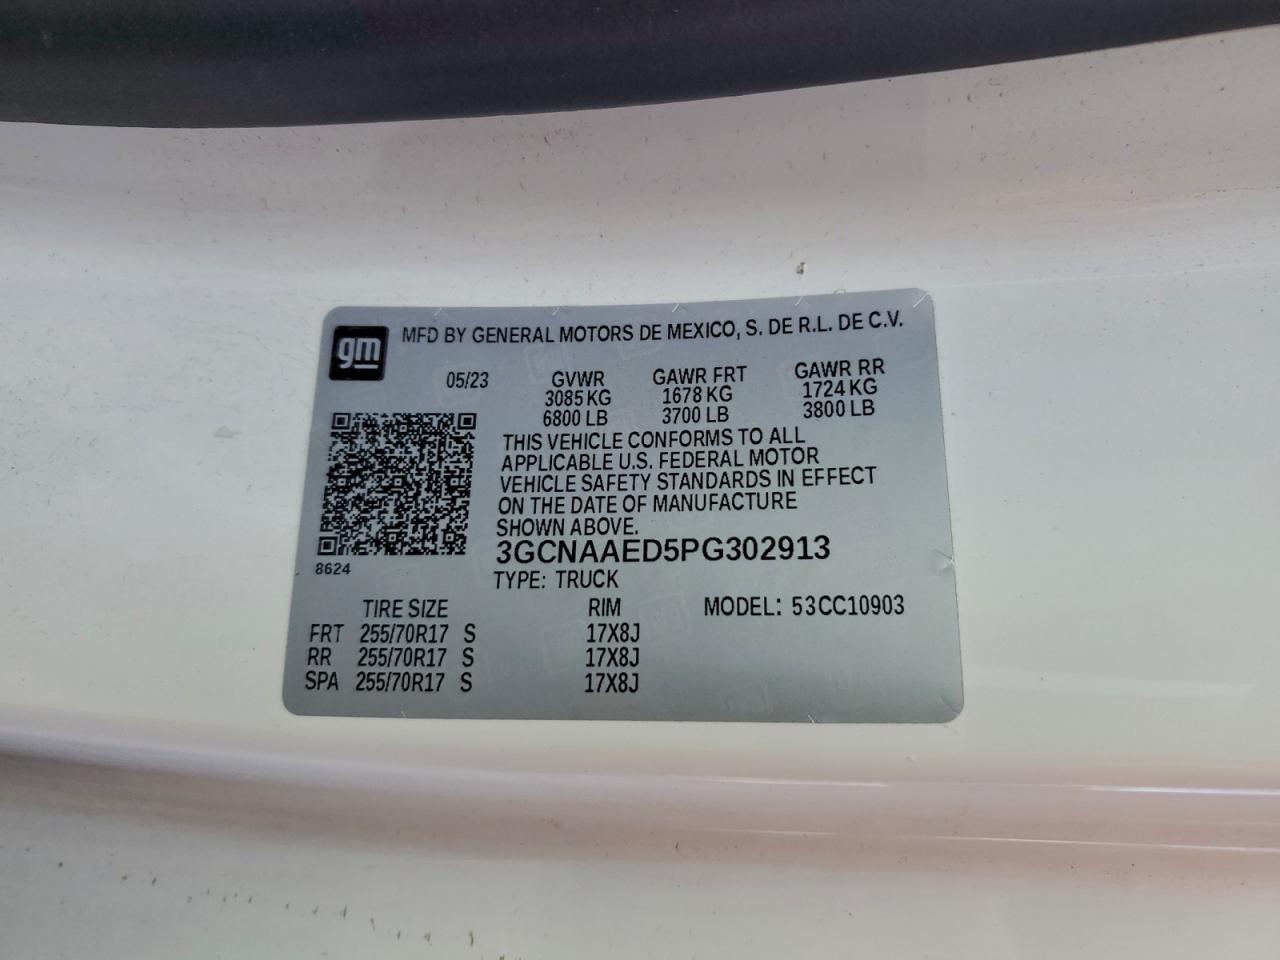 gm MFD BY GENERAL MOTORS DE MEXICO, S. DE R.L. DE C.V.
05/23 GVWR GAWR FRT GAWR RR
3085 KG 1678 KG 1724 KG
6800 LB 3700 LB 3800 LB
THIS VEHICLE CONFORMS TO ALL
APPLICABLE U.S. FEDERAL MOTOR
VEHICLE SAFETY STANDARDS IN EFFECT
ON THE DATE OF MANUFACTURE
SHOWN ABOVE.
3GCNAAED5PG302913
8624
TYPE: TRUCK
TIRE SIZE RIM MODEL: 53CC10903
FRT 255/70R17 S 17X8J
RR 255/70R17 S 17X8J
SPA 255/70R17 S 17X8J